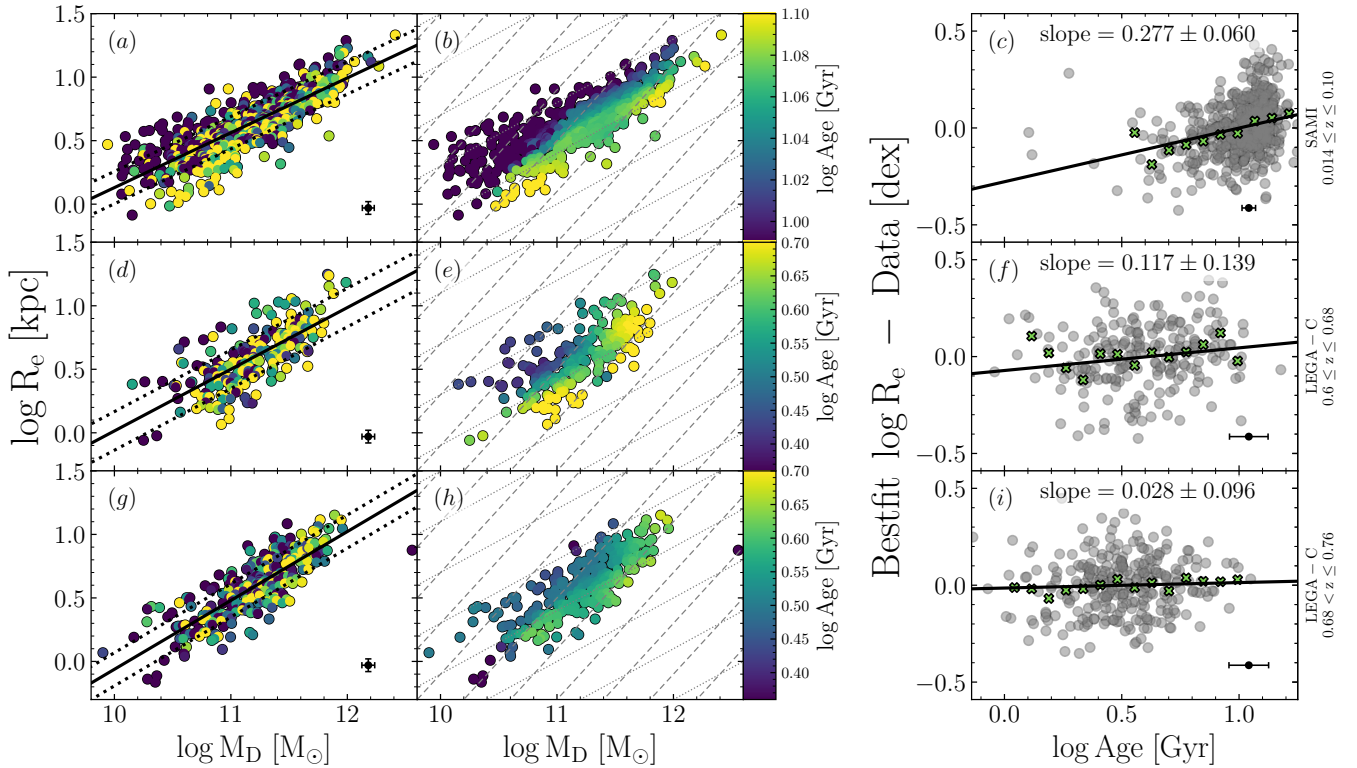 1.5
1.0
0.5
0.0
(a)
(b)
1.10
1.08
1.06
1.04
1.02
1.00
log Age [Gyr]
0.5
0.0
−0.5
(c)
slope = 0.277 ± 0.060
SAMI
0.014 ≤ z ≤ 0.10
1.5
1.0
0.5
0.0
(d)
(e)
0.70
0.65
0.60
0.55
0.50
0.45
0.40
log Age [Gyr]
0.5
0.0
−0.5
(f)
slope = 0.117 ± 0.139
LEGA − C
0.6 ≤ z ≤ 0.68
1.5
1.0
0.5
0.0
(g)
(h)
0.70
0.65
0.60
0.55
0.50
0.45
0.40
log Age [Gyr]
0.5
0.0
−0.5
(i)
slope = 0.028 ± 0.096
LEGA − C
0.68 < z ≤ 0.76
log Rₑ [kpc]
Bestfit log Rₑ − Data [dex]
10 11 12
10 11 12
0.0 0.5 1.0
log M_D [M⊙]
log M_D [M⊙]
log Age [Gyr]